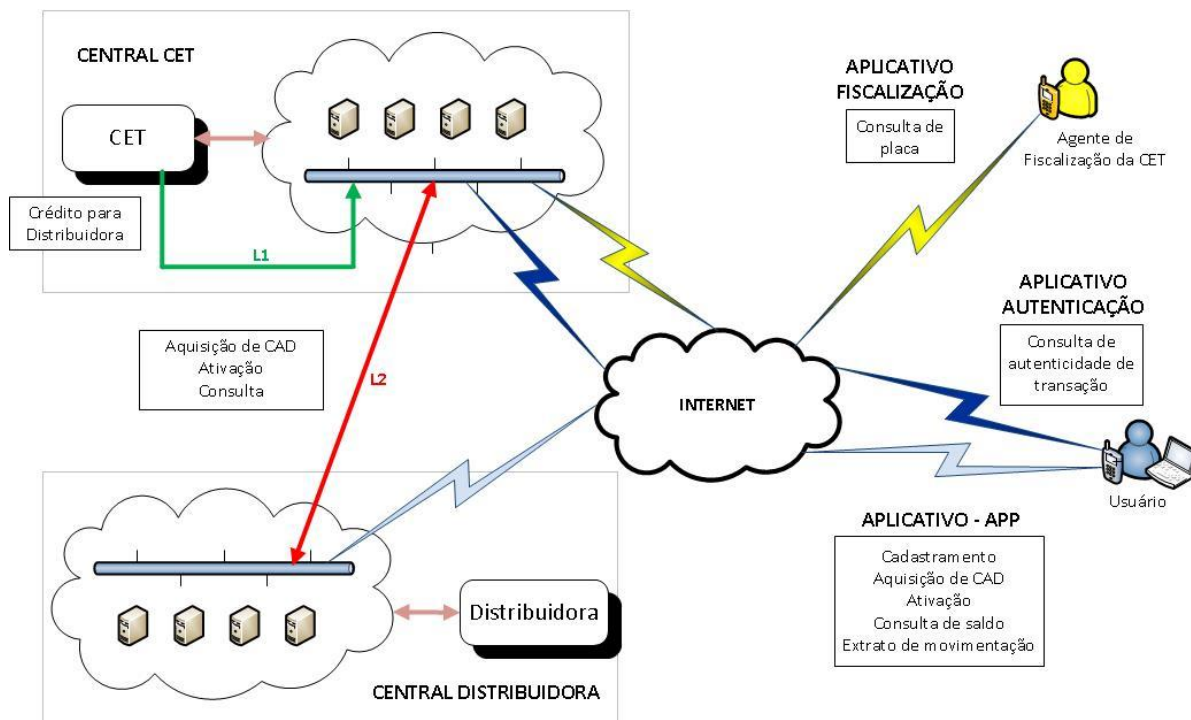 CENTRAL CET
CET
Crédito para
Distribuidora
L1
Aquisição de CAD
Ativação
Consulta
L2
APLICATIVO
FISCALIZAÇÃO
Consulta de
placa
Agente de
Fiscalização da CET
INTERNET
APLICATIVO
AUTENTICAÇÃO
Consulta de
autenticidade de
transação
Usuário
APLICATIVO - APP
Cadastramento
Aquisição de CAD
Ativação
Consulta de saldo
Extrato de movimentação
Distribuidora
CENTRAL DISTRIBUIDORA